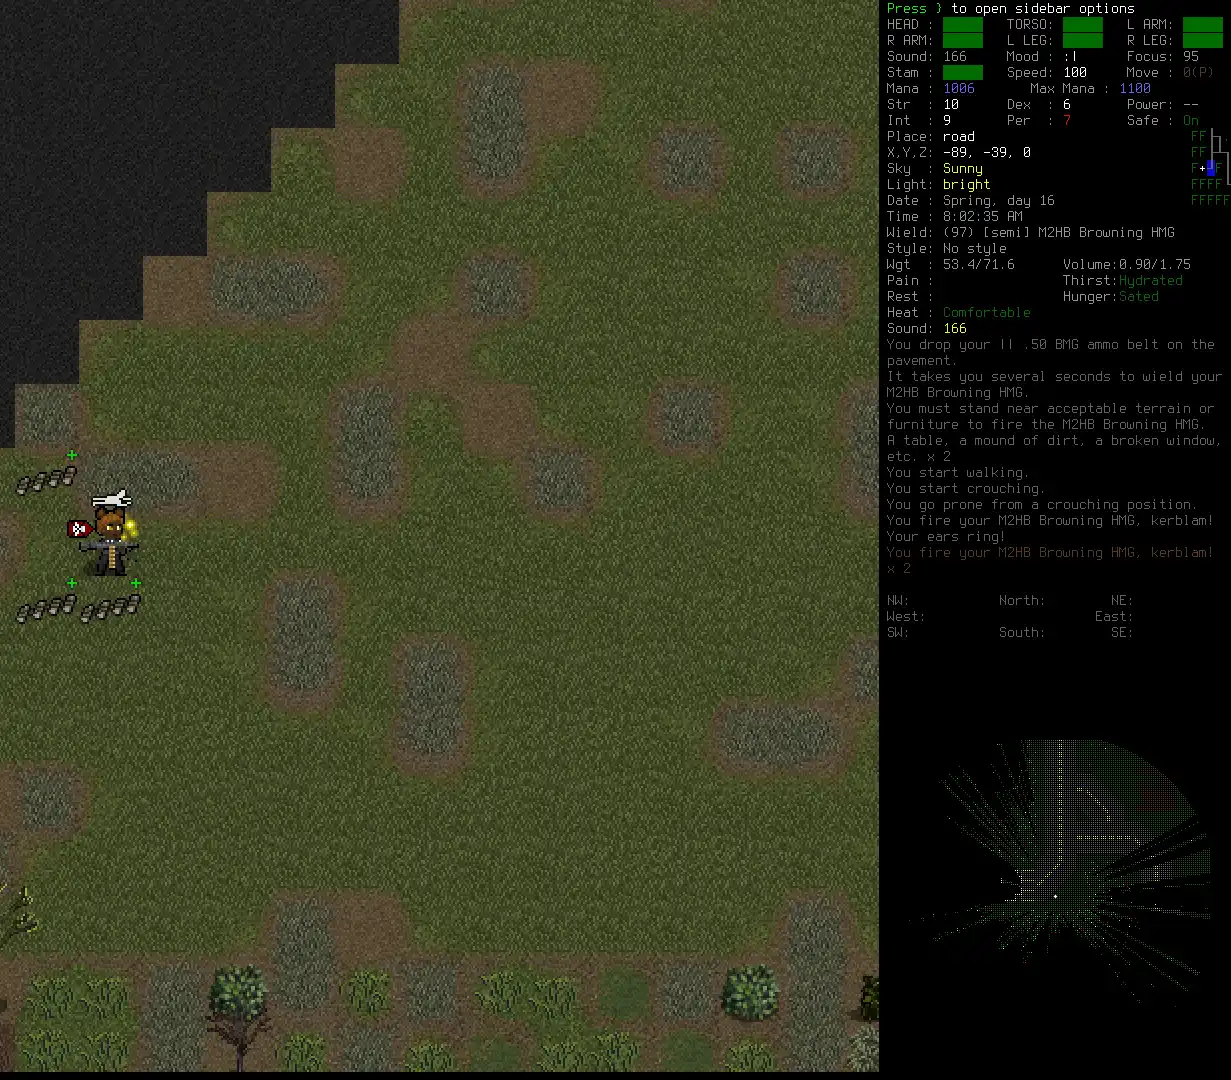 Press } to open sidebar options
HEAD : TORSO: L ARM:
R ARM: L LEG: R LEG:
Sound: 166 Mood : :| Focus: 95
Stam : Speed: 100 Move : 0(P)
Mana : 1006 Max Mana : 1100
Str : 10 Dex : 6 Power: --
Int : 9 Per : 7 Safe : On
Place: road
X,Y,Z: -89, -39, 0
Sky : Sunny
Light: bright
Date : Spring, day 16
Time : 8:02:35 AM
Wield: (97) [semi] M2HB Browning HMG
Style: No style
Wgt : 53.4/71.6 Volume:0.90/1.75
Pain : Thirst:Hydrated
Rest : Hunger:Sated
Heat : Comfortable
Sound: 166
You drop your || .50 BMG ammo belt on the
pavement.
It takes you several seconds to wield your
M2HB Browning HMG.
You must stand near acceptable terrain or
furniture to fire the M2HB Browning HMG.
A table, a mound of dirt, a broken window,
etc. x 2
You start walking.
You start crouching.
You go prone from a crouching position.
You fire your M2HB Browning HMG, kerblam!
Your ears ring!
You fire your M2HB Browning HMG, kerblam!
x 2
NW: North: NE:
West: East:
SW: South: SE:
FF
FF
F+ F
FFFF
FFFFF